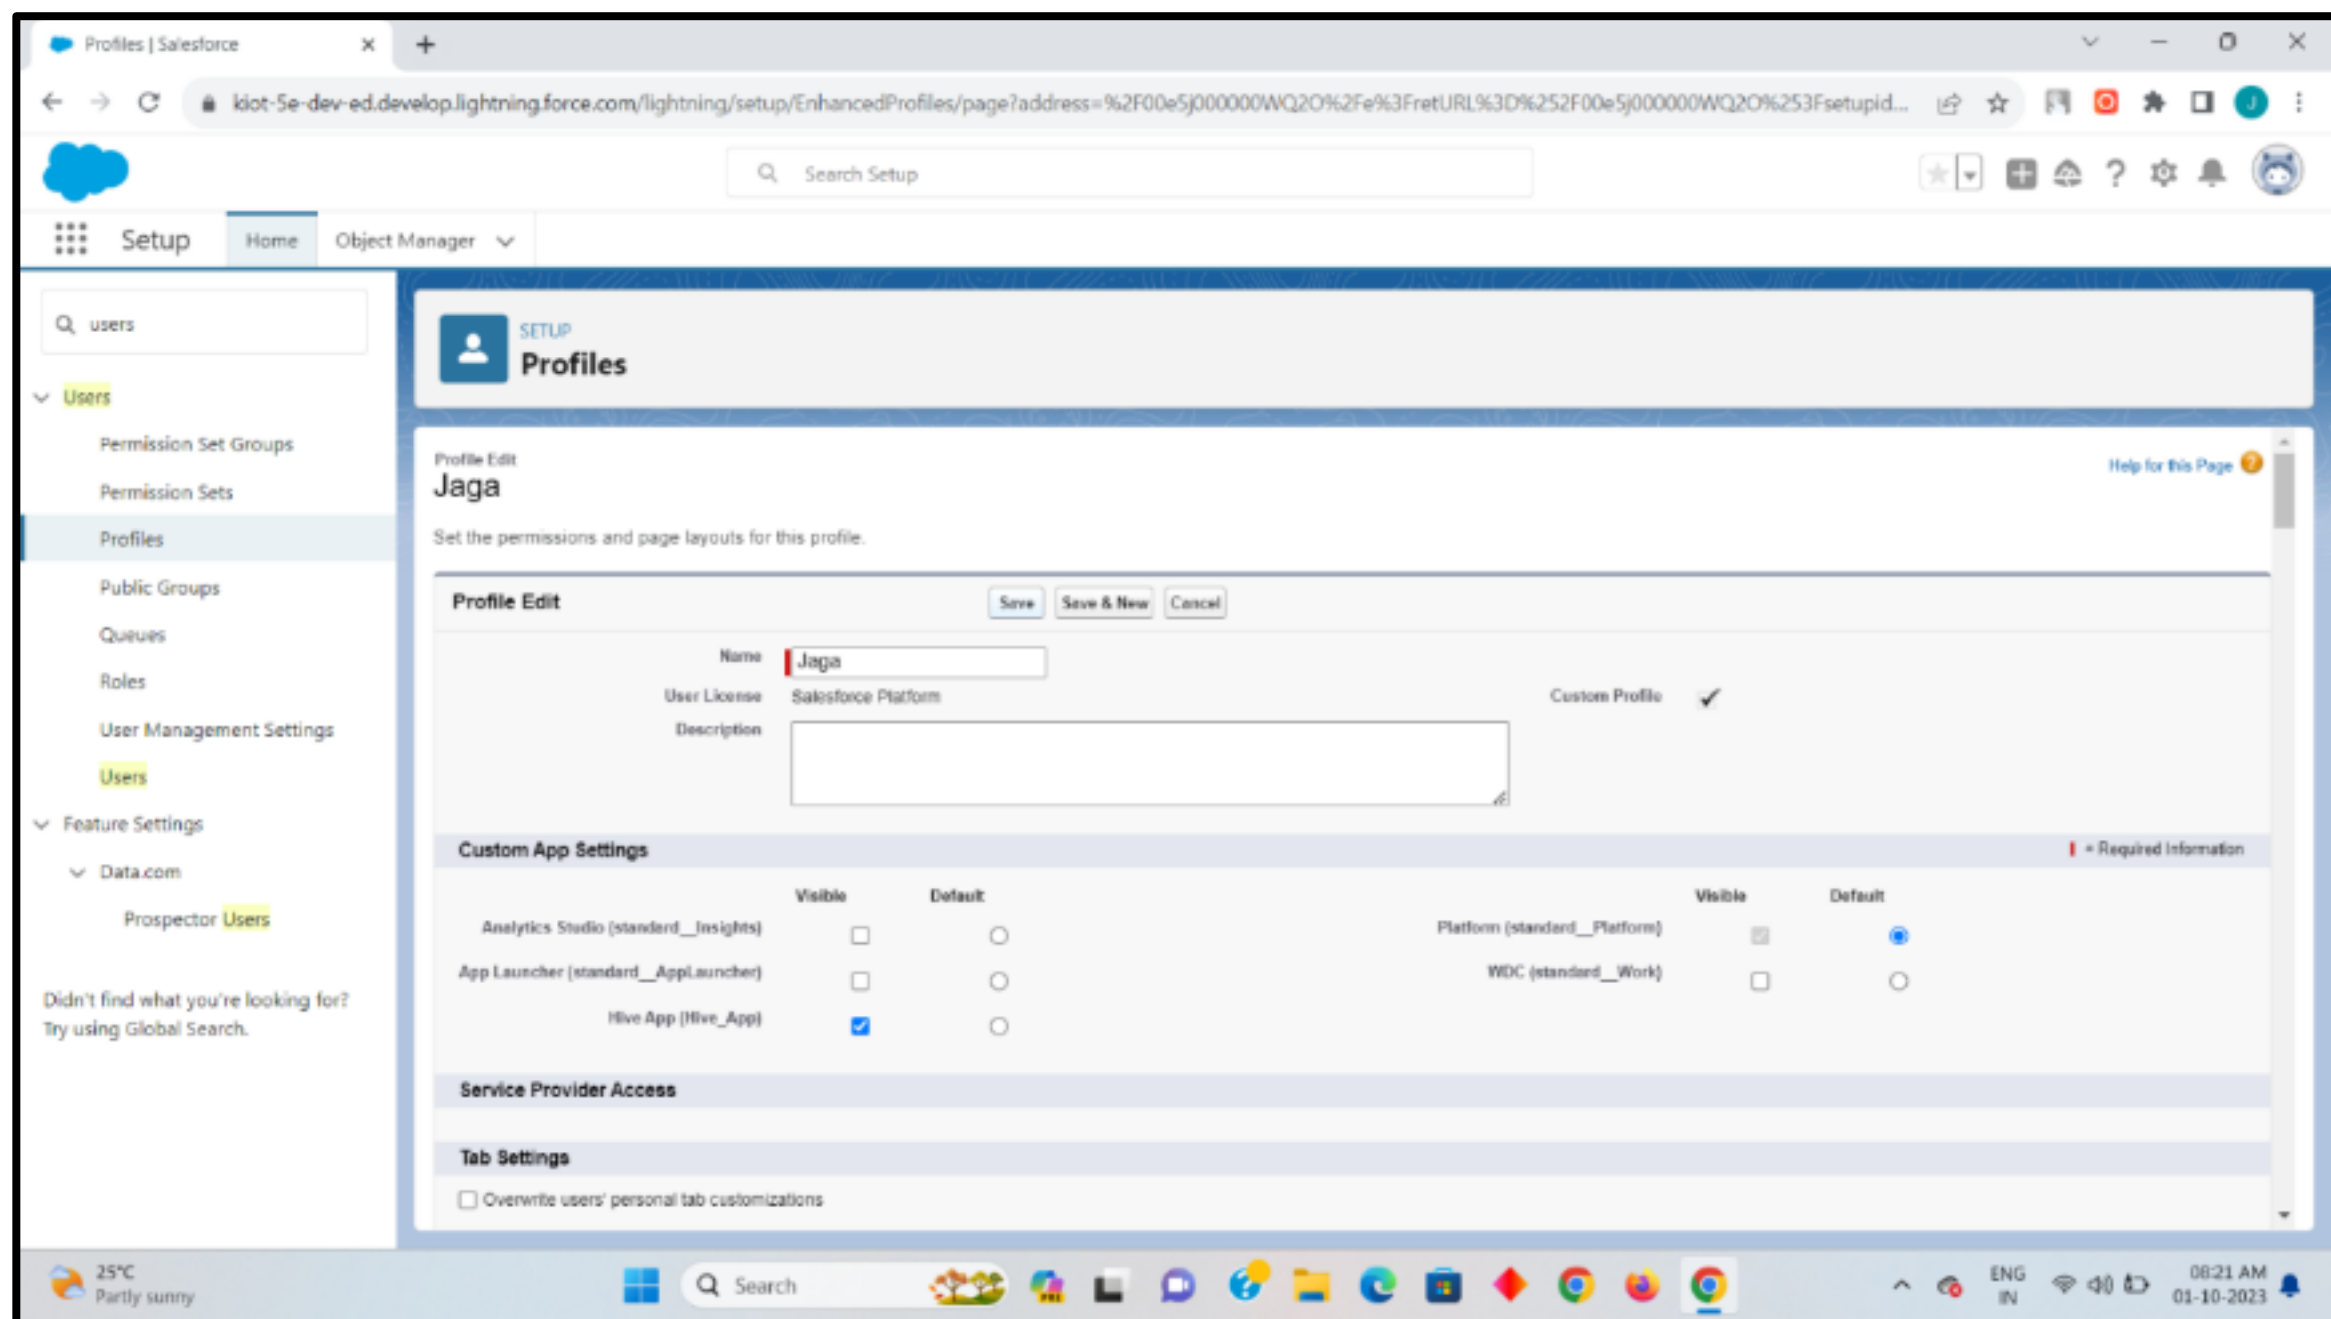 Profiles | Salesforce
kiot-5e-dev-ed.develop.lightning.force.com/lightning/setup/EnhancedProfiles/page?address=%2F00e5j000000WQ2O%2Fe%3FretURL%3D%252F00e5j000000WQ2O%253Fsetupid...
J
Search Setup
Setup
Home
Object Manager
users
Users
Permission Set Groups
Permission Sets
Profiles
Public Groups
Queues
Roles
User Management Settings
Users
Feature Settings
Data.com
Prospector Users
Didn't find what you're looking for?
Try using Global Search.
SETUP
Profiles
Profile Edit
Jaga
Help for this Page
Set the permissions and page layouts for this profile.
Profile Edit
Save
Save & New
Cancel
Name
Jaga
User License
Salesforce Platform
Custom Profile
Description
Custom App Settings
= Required Information
Visible
Default
Visible
Default
Analytics Studio (standard__Insights)
Platform (standard__Platform)
App Launcher (standard__AppLauncher)
WDC (standard__Work)
Hive App (Hive_App)
Service Provider Access
Tab Settings
Overwrite users' personal tab customizations
25°C
Partly sunny
Search
PRE
ENG
IN
08:21 AM
01-10-2023